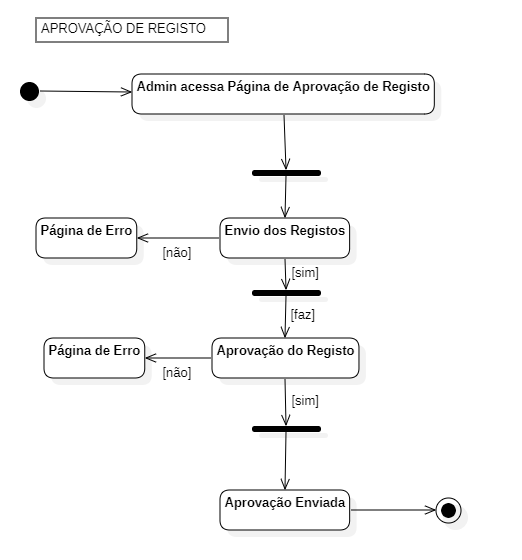 APROVAÇÃO DE REGISTO
Admin acessa Página de Aprovação de Registo
Página de Erro
[não]
Envio dos Registos
[sim]
[faz]
Página de Erro
[não]
Aprovação do Registo
[sim]
Aprovação Enviada